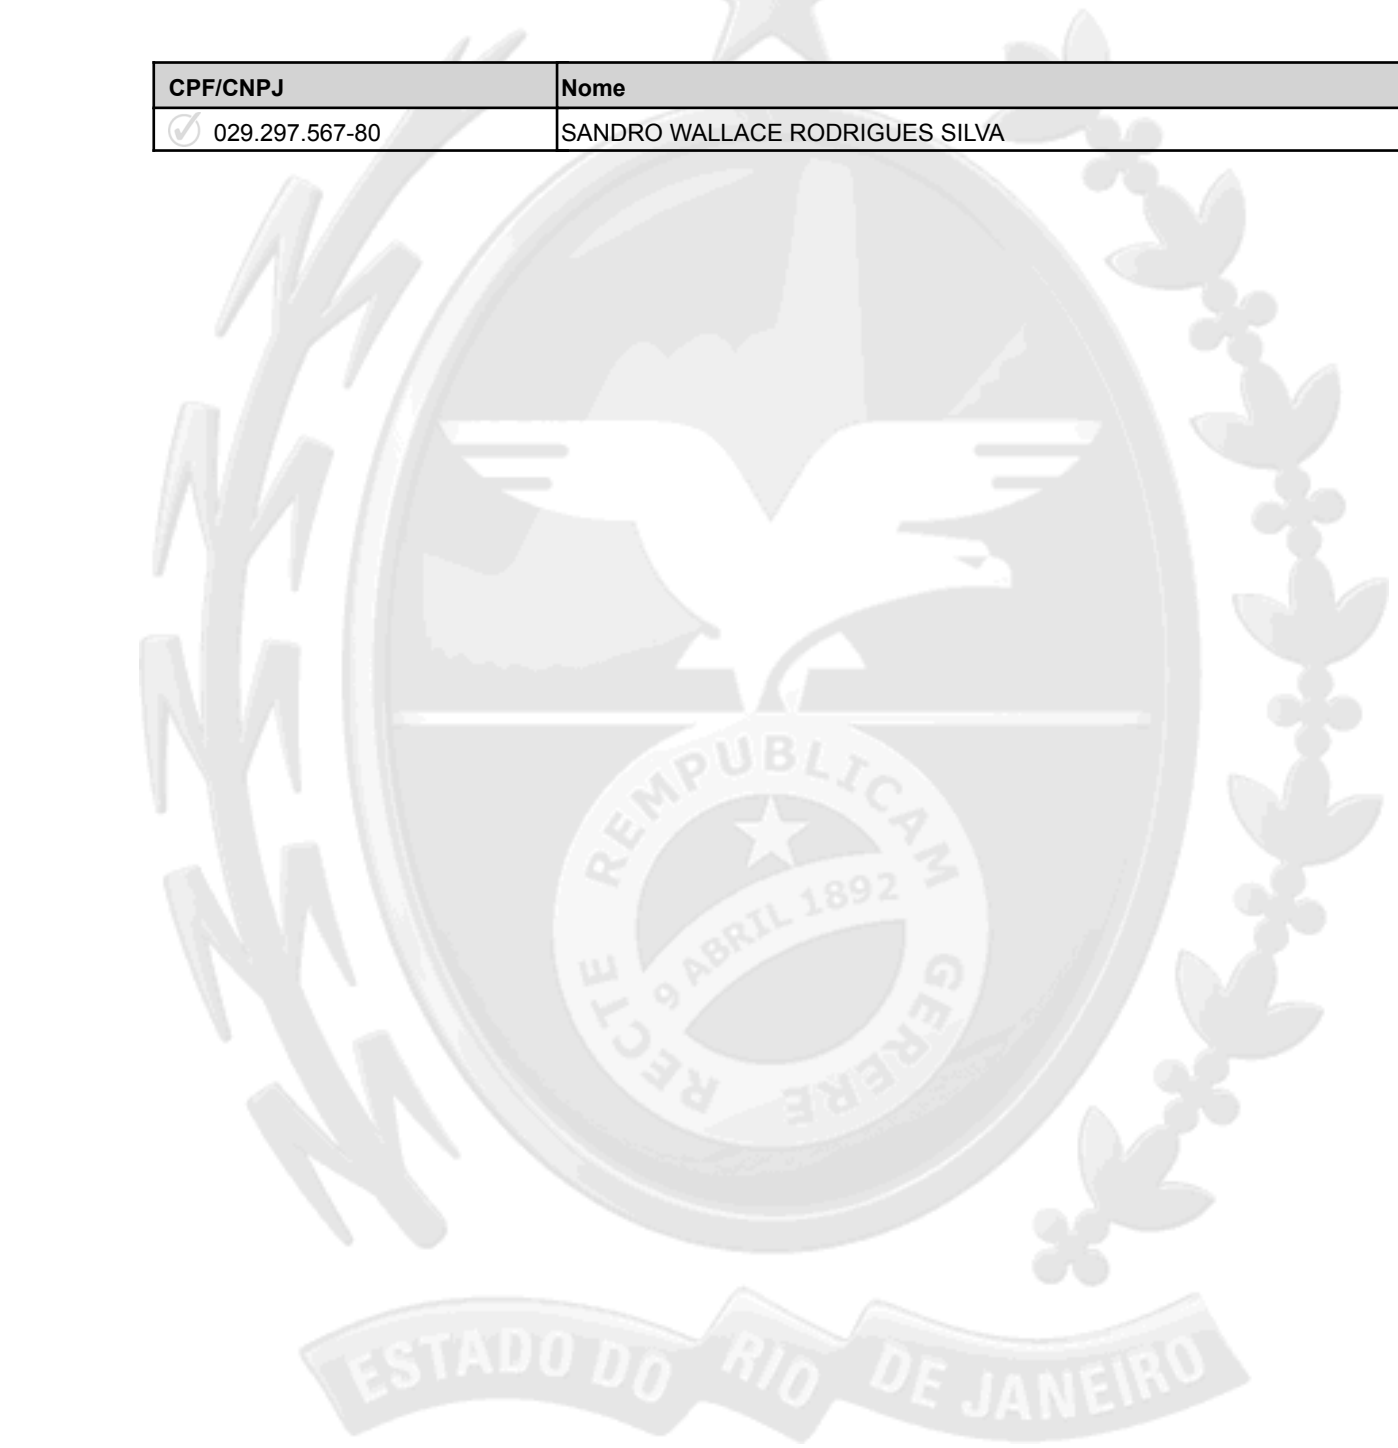 CPF/CNPJ Nome
029.297.567-80 SANDRO WALLACE RODRIGUES SILVA
REMPUBLICAM
9 ABRIL 1892
RECTE GERERE
ESTADO DO RIO DE JANEIRO